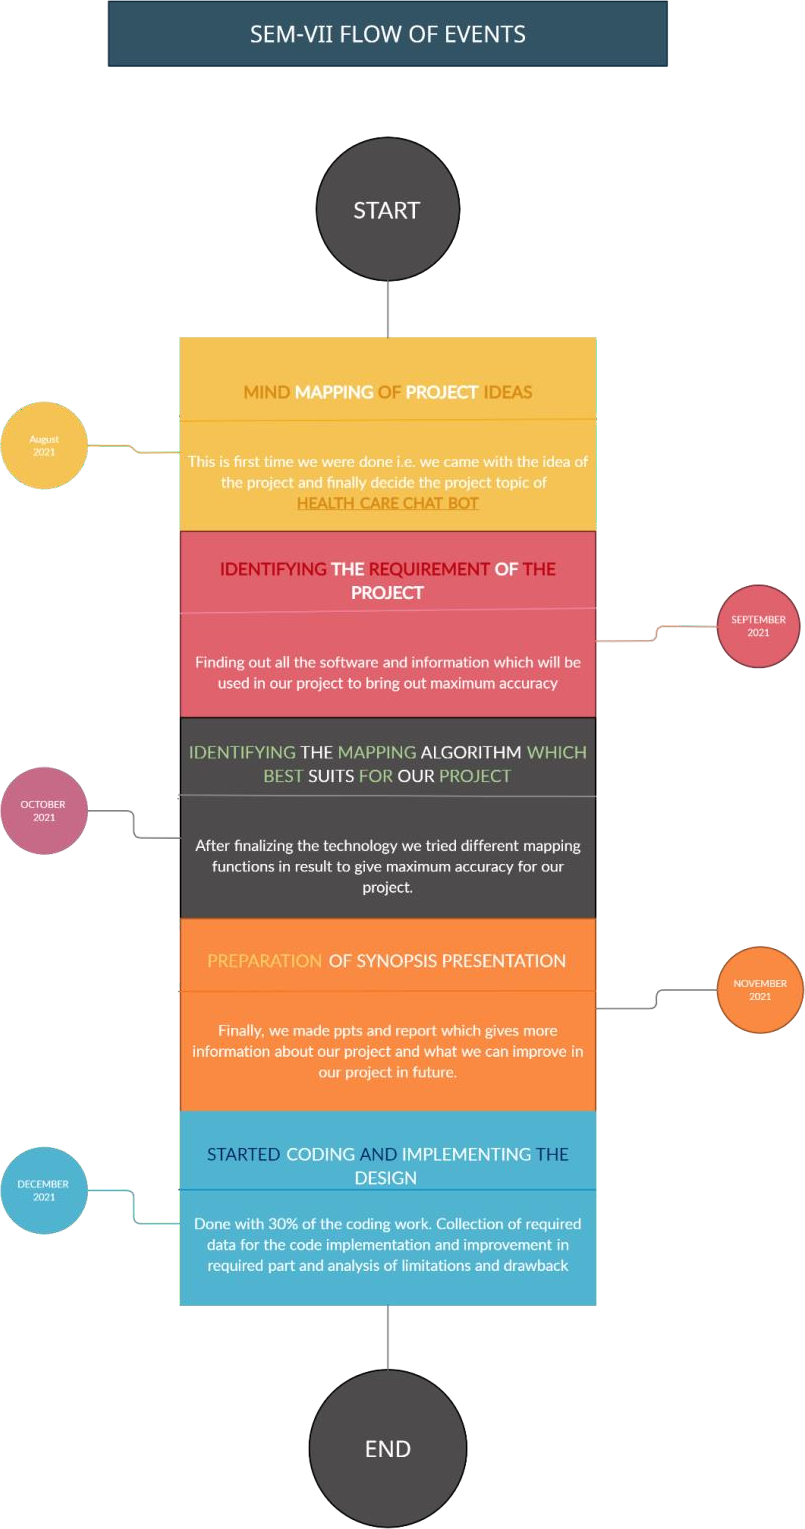 SEM-VII FLOW OF EVENTS
START
MIND MAPPING OF PROJECT IDEAS
August
2021
This is first time we were done i.e. we came with the idea of
the project and finally decide the project topic of
HEALTH CARE CHAT BOT
IDENTIFYING THE REQUIREMENT OF THE
PROJECT
SEPTEMBER
2021
Finding out all the software and information which will be
used in our project to bring out maximum accuracy
IDENTIFYING THE MAPPING ALGORITHM WHICH
BEST SUITS FOR OUR PROJECT
OCTOBER
2021
After finalizing the technology we tried different mapping
functions in result to give maximum accuracy for our
project.
PREPARATION OF SYNOPSIS PRESENTATION
NOVEMBER
2021
Finally, we made ppts and report which gives more
information about our project and what we can improve in
our project in future.
STARTED CODING AND IMPLEMENTING THE
DESIGN
DECEMBER
2021
Done with 30% of the coding work. Collection of required
data for the code implementation and improvement in
required part and analysis of limitations and drawback
END